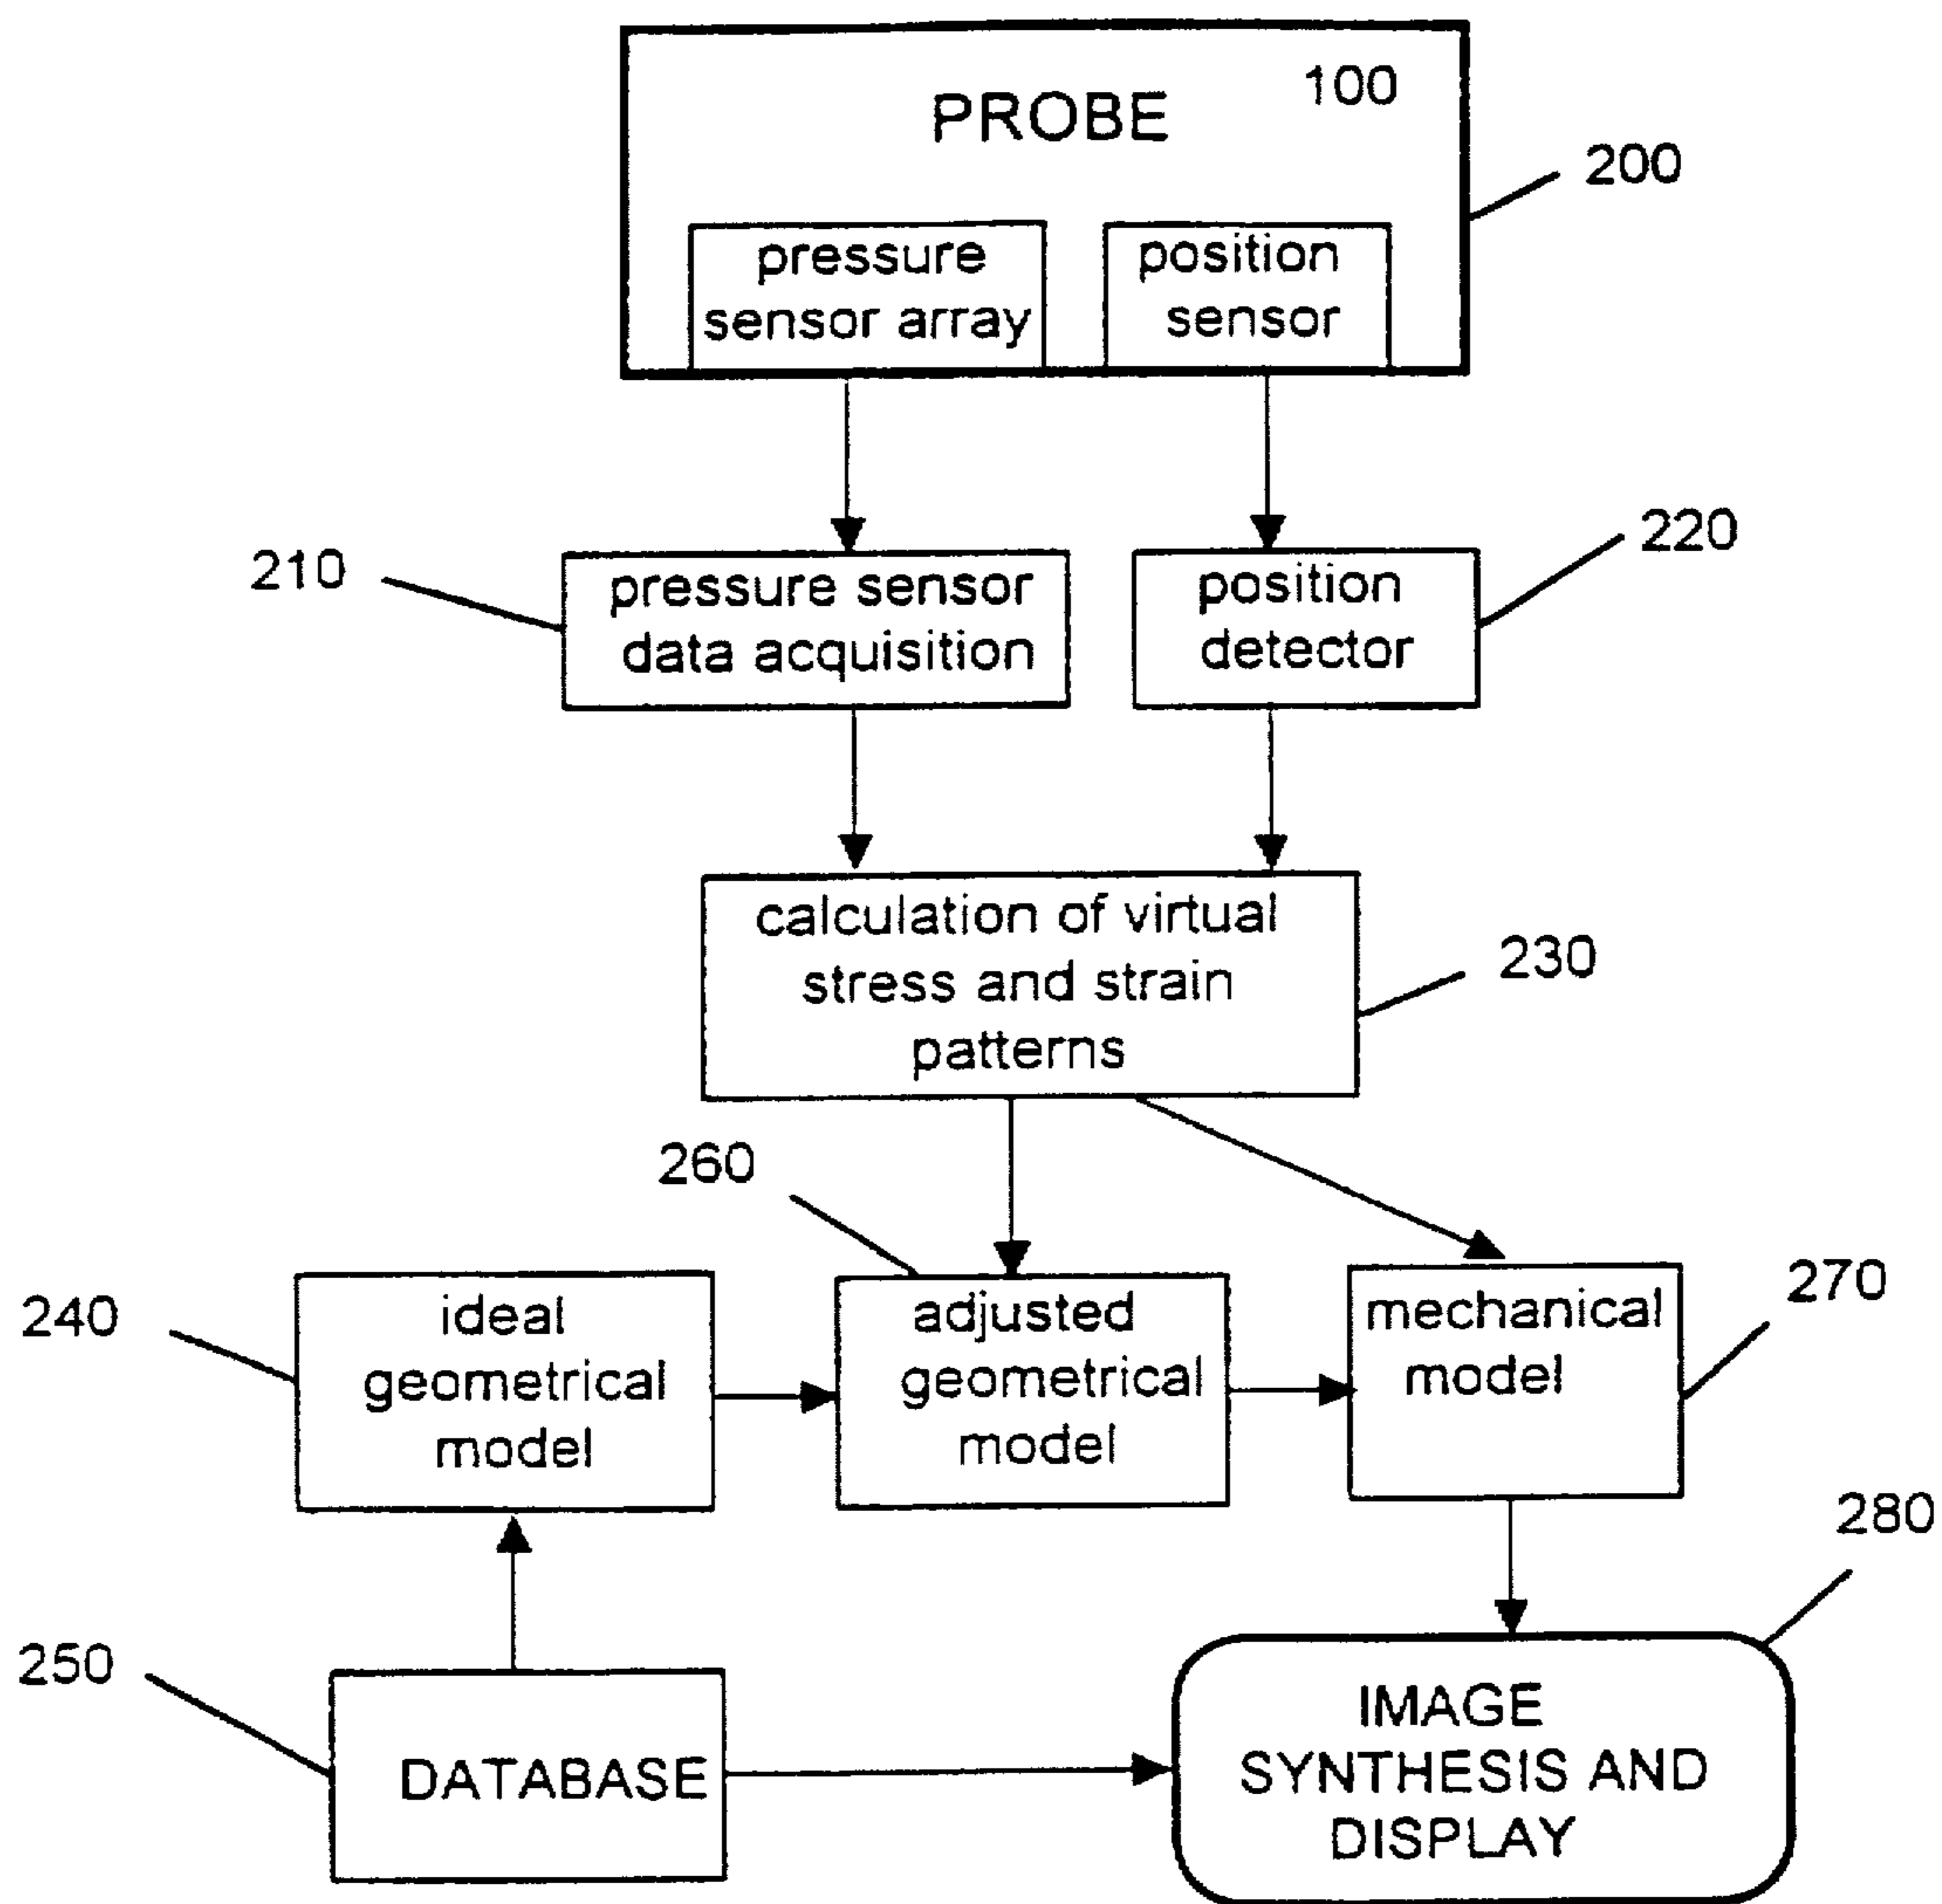 PROBE
100
200
pressure
sensor array
position
sensor
210
pressure sensor
data acquisition
position
detector
220
calculation of virtual
stress and strain
patterns
230
260
240
ideal
geometrical
model
adjusted
geometrical
model
mechanical
model
270
280
250
DATABASE
IMAGE
SYNTHESIS AND
DISPLAY